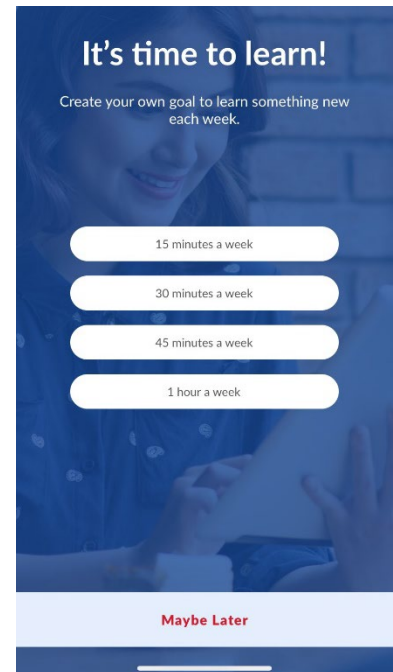 It's time to learn!
Create your own goal to learn something new
each week.
15 minutes a week
30 minutes a week
45 minutes a week
1 hour a week
Maybe Later